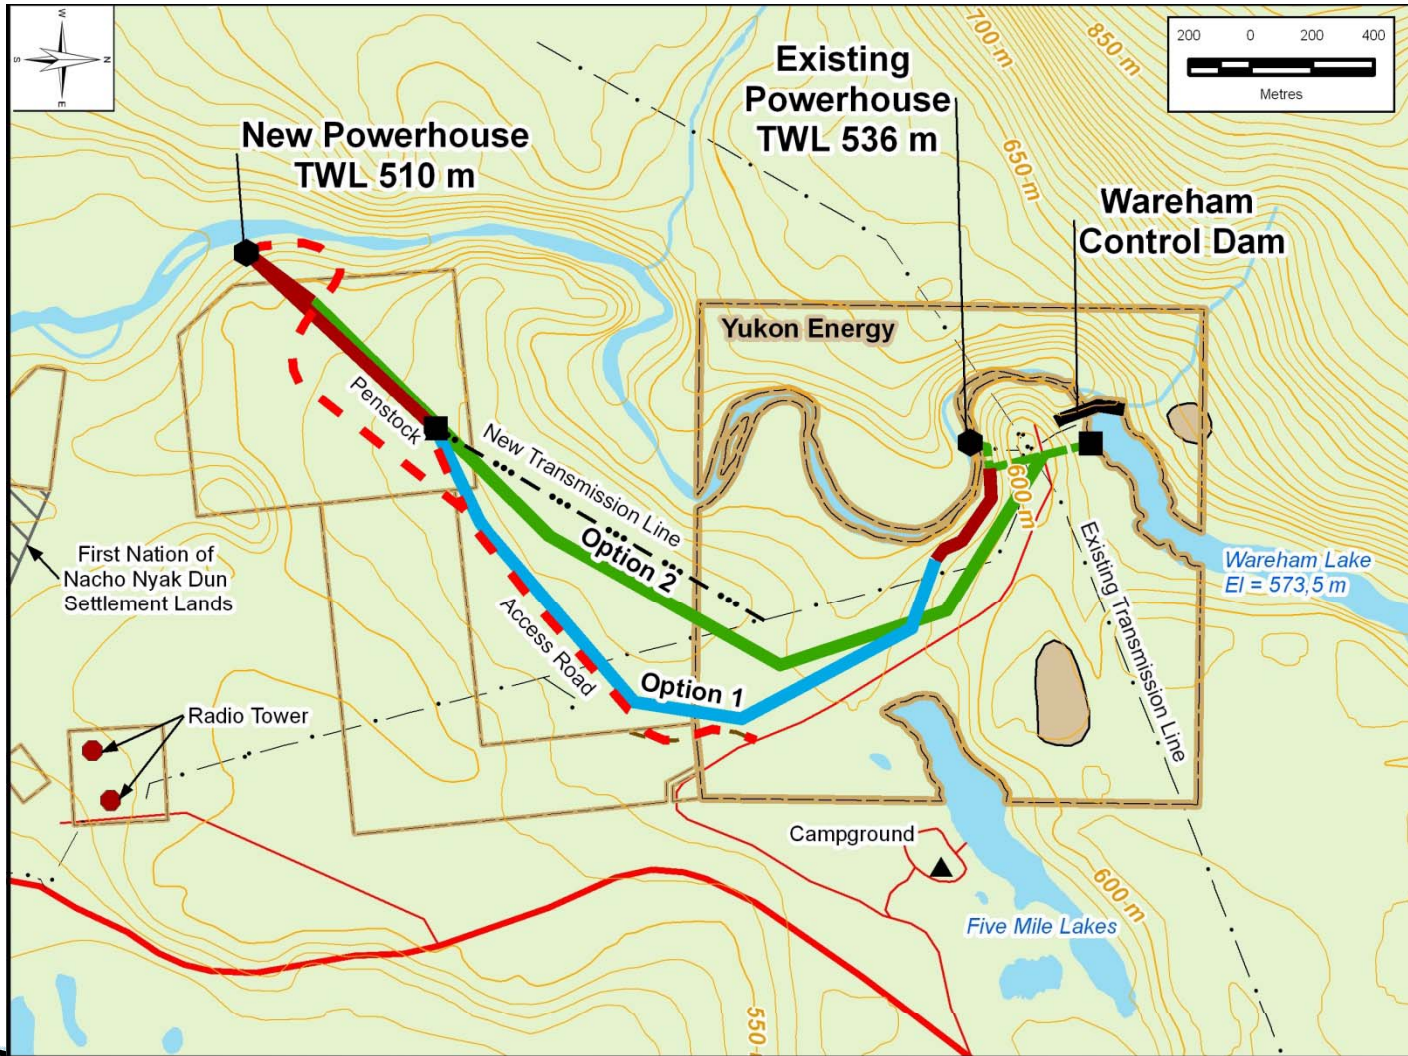 W
S
N
E
New Powerhouse
TWL 510 m
Existing
Powerhouse
TWL 536 m
700-m
850-m
200 0 200 400
Metres
650-m
Wareham
Control Dam
Yukon Energy
Penstock
New Transmission Line
600-m
Option 2
First Nation of
Nacho Nyak Dun
Settlement Lands
Access Road
Existing Transmission Line
Wareham Lake
El = 573,5 m
Option 1
Radio Tower
Campground
600-m
Five Mile Lakes
550-m